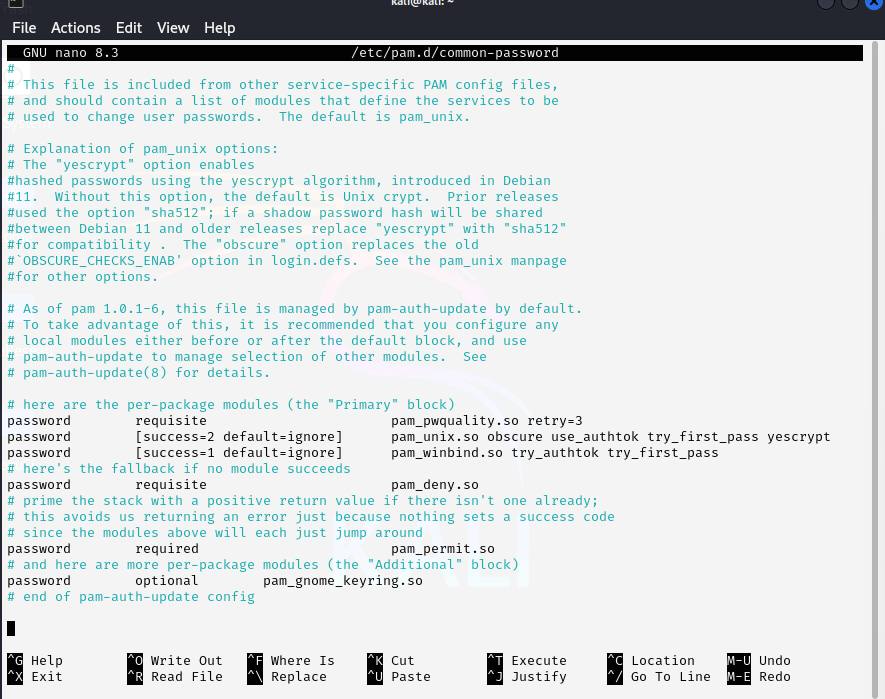 kali@kali: ~
File Actions Edit View Help
GNU nano 8.3 /etc/pam.d/common-password
#
# This file is included from other service-specific PAM config files,
# and should contain a list of modules that define the services to be
# used to change user passwords.  The default is pam_unix.
# Explanation of pam_unix options:
# The "yescrypt" option enables
#hashed passwords using the yescrypt algorithm, introduced in Debian
#11.  Without this option, the default is Unix crypt.  Prior releases
#used the option "sha512"; if a shadow password hash will be shared
#between Debian 11 and older releases replace "yescrypt" with "sha512"
#for compatibility .  The "obscure" option replaces the old
#`OBSCURE_CHECKS_ENAB' option in login.defs.  See the pam_unix manpage
#for other options.
# As of pam 1.0.1-6, this file is managed by pam-auth-update by default.
# To take advantage of this, it is recommended that you configure any
# local modules either before or after the default block, and use
# pam-auth-update to manage selection of other modules.  See
# pam-auth-update(8) for details.
# here are the per-package modules (the "Primary" block)
password        requisite                       pam_pwquality.so retry=3
password        [success=2 default=ignore]      pam_unix.so obscure use_authtok try_first_pass yescrypt
password        [success=1 default=ignore]      pam_winbind.so try_authtok try_first_pass
# here's the fallback if no module succeeds
password        requisite                       pam_deny.so
# prime the stack with a positive return value if there isn't one already;
# this avoids us returning an error just because nothing sets a success code
# since the modules above will each just jump around
password        required                        pam_permit.so
# and here are more per-package modules (the "Additional" block)
password        optional        pam_gnome_keyring.so
# end of pam-auth-update config
^G Help ^O Write Out ^F Where Is ^K Cut ^T Execute ^C Location M-U Undo
^X Exit ^R Read File ^\ Replace ^U Paste ^J Justify ^/ Go To Line M-E Redo